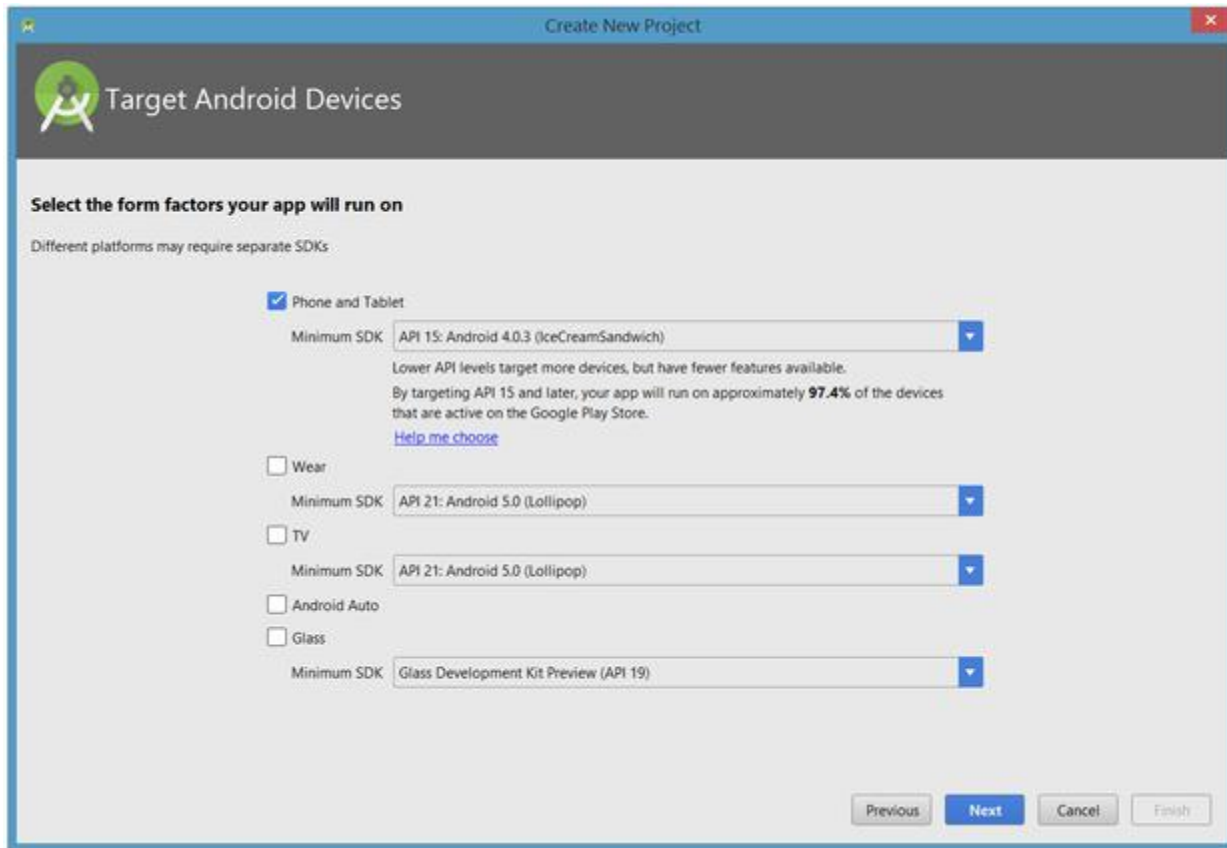 Create New Project
Target Android Devices
Select the form factors your app will run on
Different platforms may require separate SDKs
Phone and Tablet
Minimum SDK API 15: Android 4.0.3 (IceCreamSandwich)
Lower API levels target more devices, but have fewer features available.
By targeting API 15 and later, your app will run on approximately 97.4% of the devices
that are active on the Google Play Store.
Help me choose
Wear
Minimum SDK API 21: Android 5.0 (Lollipop)
TV
Minimum SDK API 21: Android 5.0 (Lollipop)
Android Auto
Glass
Minimum SDK Glass Development Kit Preview (API 19)
Previous Next Cancel Finish